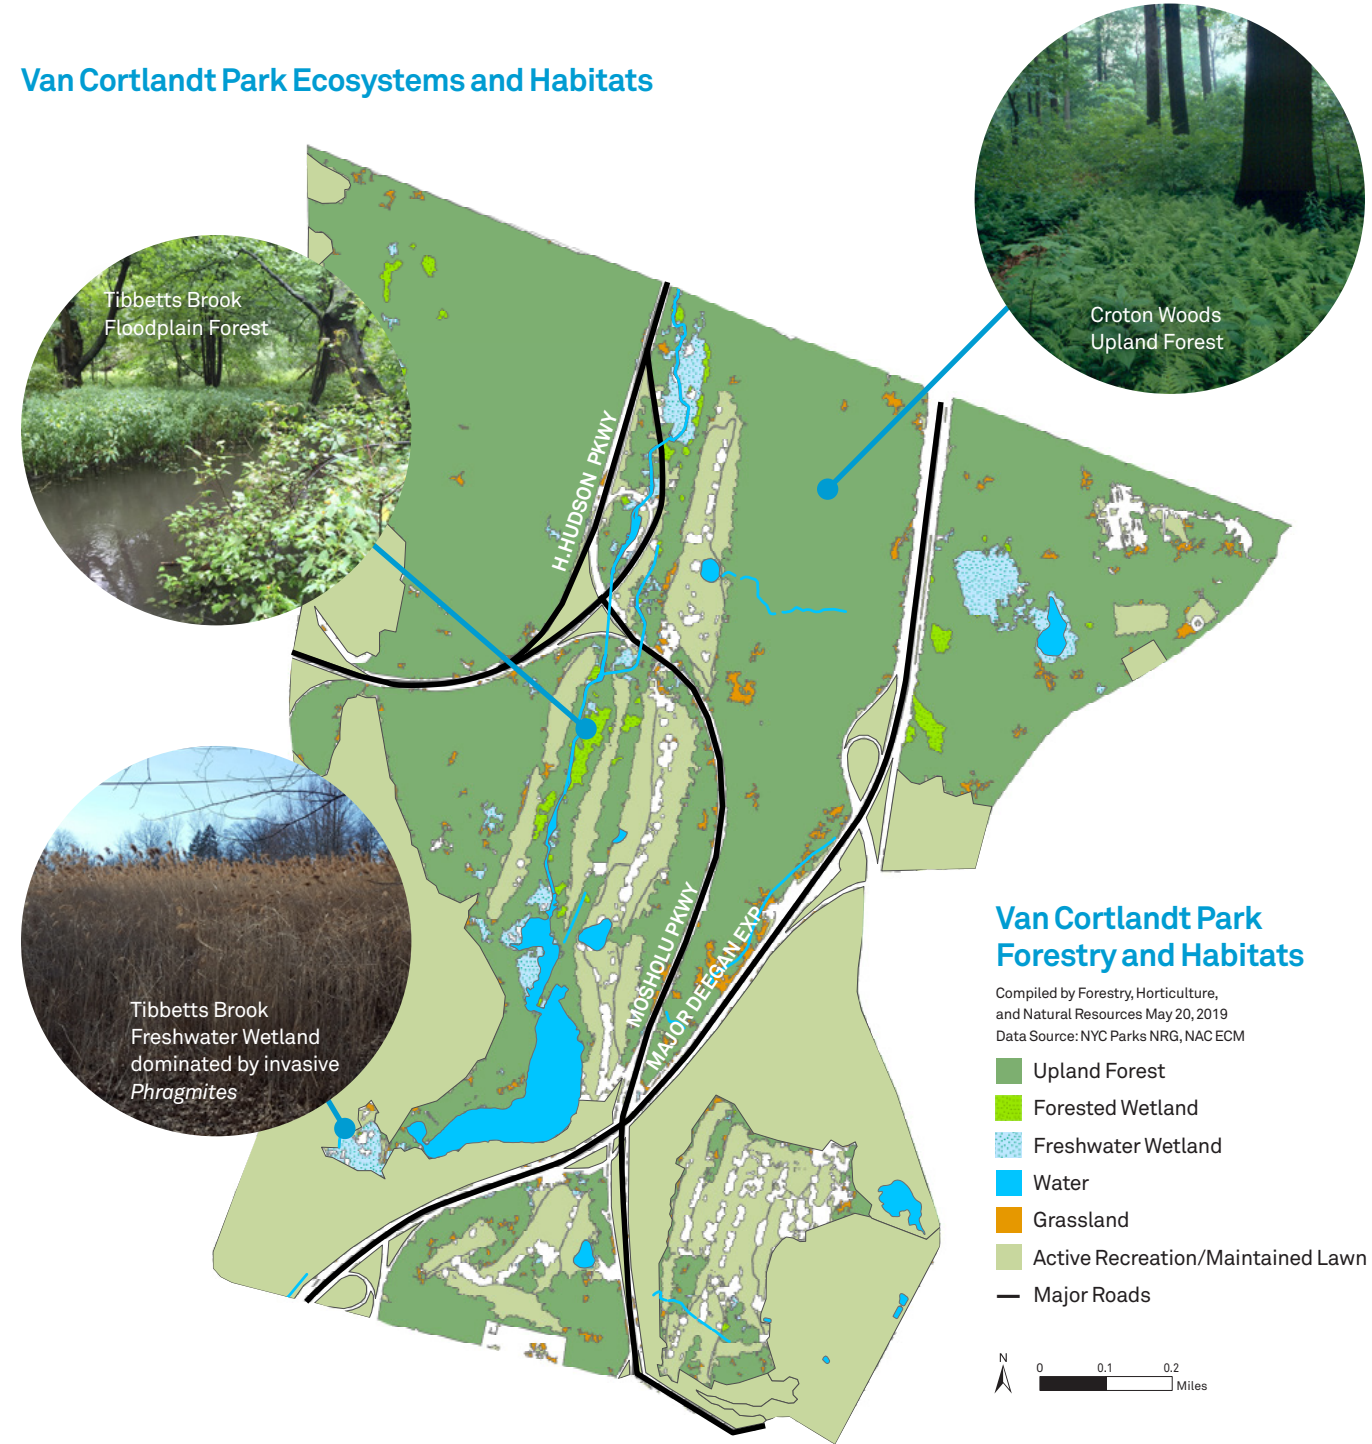 Van Cortlandt Park Ecosystems and Habitats
Croton Woods
Upland Forest
Tibbetts Brook
Floodplain Forest
H.HUDSON PKWY
Tibbetts Brook
Freshwater Wetland
dominated by invasive
Phragmites
MOSHOLU PKWY
MAJOR DEEGAN EXP
Van Cortlandt Park
Forestry and Habitats
Compiled by Forestry, Horticulture,
and Natural Resources May 20, 2019
Data Source: NYC Parks NRG, NAC ECM
Upland Forest
Forested Wetland
Freshwater Wetland
Water
Grassland
Active Recreation/Maintained Lawn
Major Roads
N
0 0.1 0.2
Miles